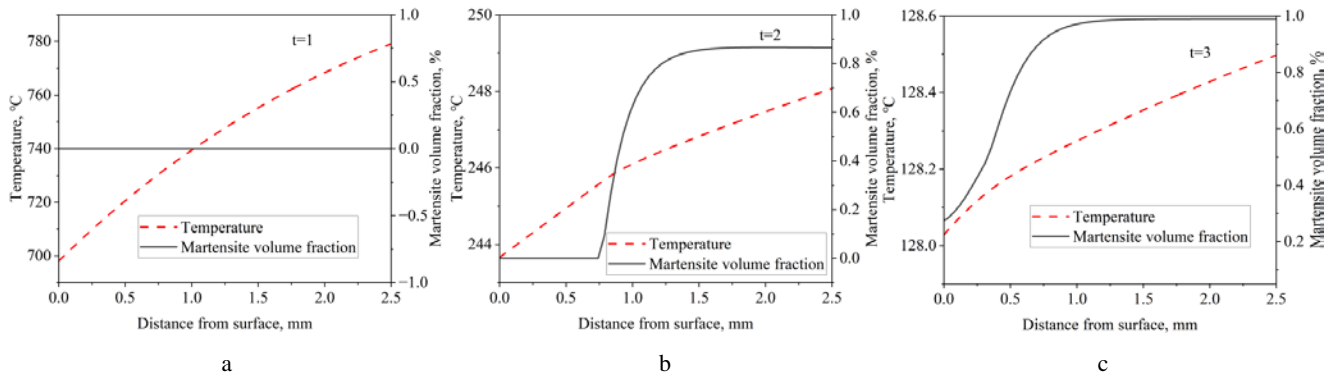 t=1
Temperature, °C
780
760
740
720
700
1.0
0.5
0.0
−0.5
−1.0
Martensite volume fraction, %
Temperature
Martensite volume fraction
0.0 0.5 1.0 1.5 2.0 2.5
Distance from surface, mm
a
t=2
Temperature, °C
250
248
246
244
1.0
0.8
0.6
0.4
0.2
0.0
Martensite volume fraction, %
Temperature
Martensite volume fraction
0.0 0.5 1.0 1.5 2.0 2.5
Distance from surface, mm
b
t=3
Temperature, °C
128.6
128.4
128.2
128.0
1.0
0.8
0.6
0.4
0.2
Martensite volume fraction, %
Temperature
Martensite volume fraction
0.0 0.5 1.0 1.5 2.0 2.5
Distance from surface, mm
c